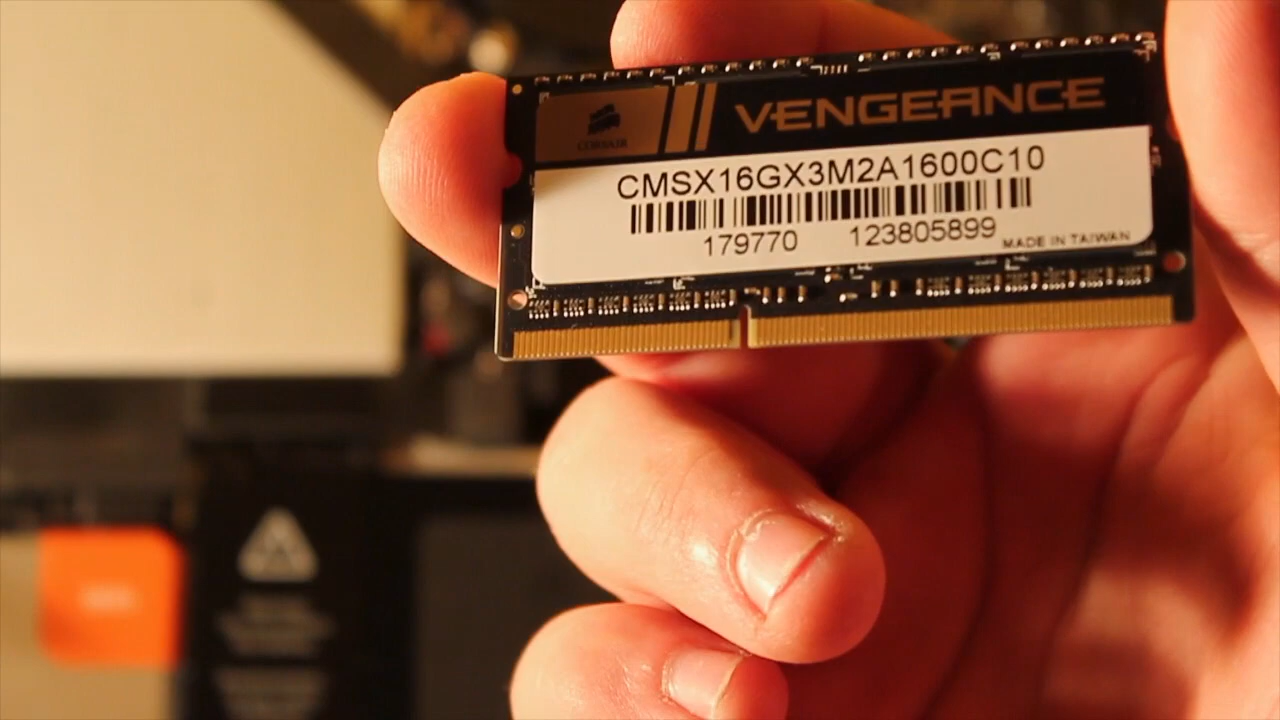 CORSAIR
VENGEANCE
CMSX16GX3M2A1600C10
179770 123805899
MADE IN TAIWAN